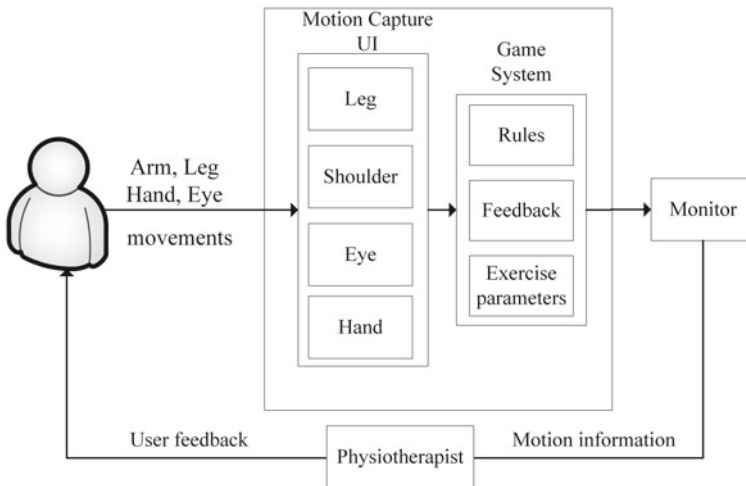 Motion Capture
UI
Game
System
Leg
Shoulder
Eye
Hand
Rules
Feedback
Exercise
parameters
Arm, Leg
Hand, Eye
movements
Monitor
User feedback
Physiotherapist
Motion information